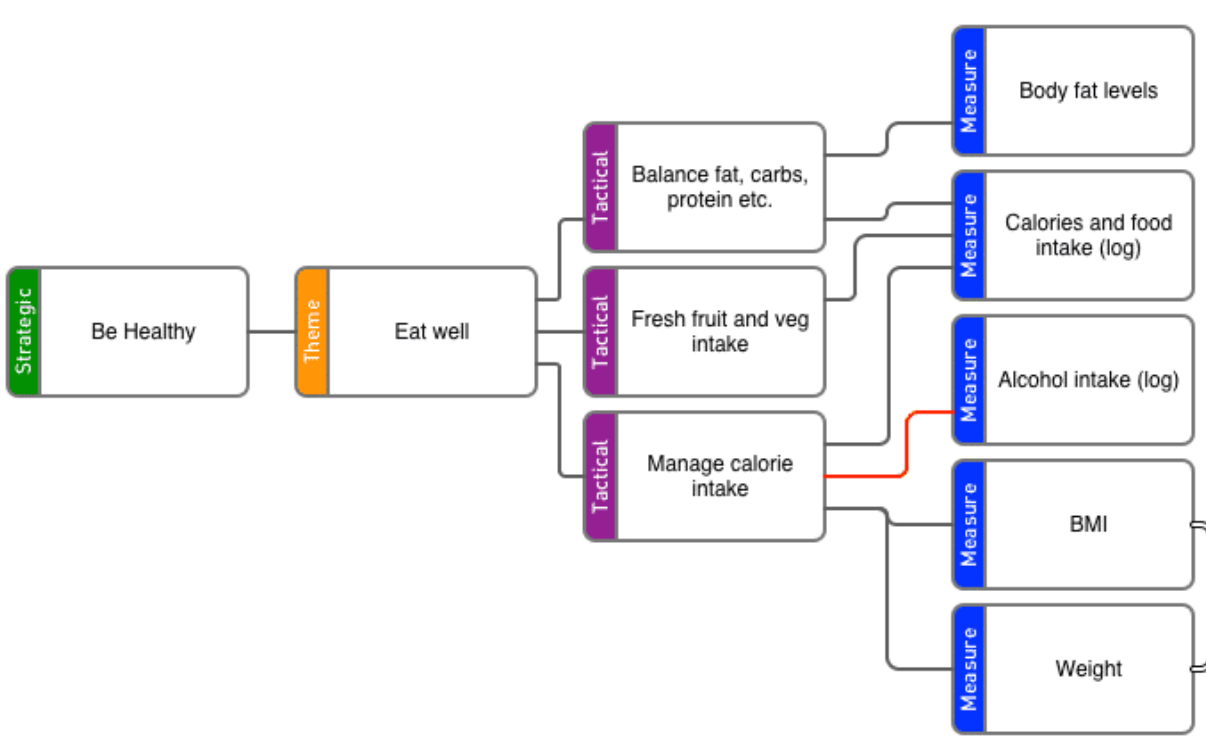 Strategic
Be Healthy
Theme
Eat well
Tactical
Balance fat, carbs,
protein etc.
Tactical
Fresh fruit and veg
intake
Tactical
Manage calorie
intake
Measure
Body fat levels
Measure
Calories and food
intake (log)
Measure
Alcohol intake (log)
Measure
BMI
Measure
Weight